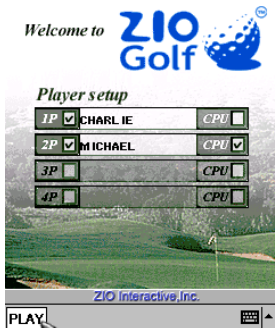 Welcome to ZIO
Golf
Player setup
1P CHARLIE CPU
2P MICHAEL CPU
3P CPU
4P CPU
ZIO Interactive,Inc.
PLAY